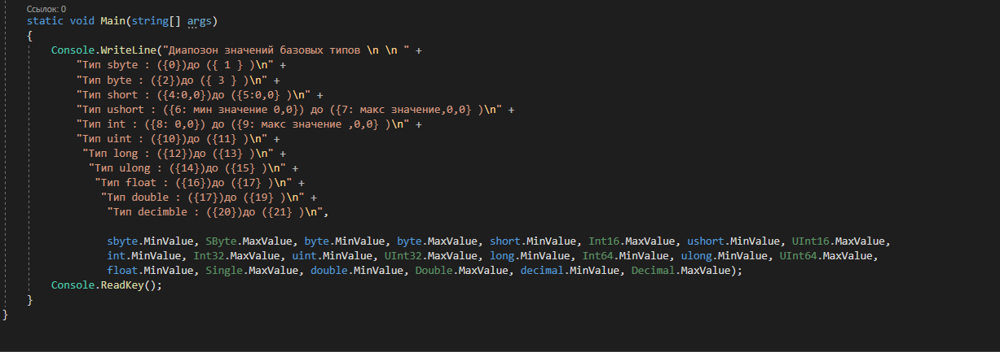 Ссылок: 0
static void Main(string[] args)
{
Console.WriteLine("Диапозон значений базовых типов \n \n " +
"Тип sbyte : ({0})до ({ 1 } )\n" +
"Тип byte : ({2})до ({ 3 } )\n" +
"Тип short : ({4:0,0})до ({5:0,0} )\n" +
"Тип ushort : ({6: мин значение 0,0}) до ({7: макс значение,0,0} )\n" +
"Тип int : ({8: 0,0}) до ({9: макс значение ,0,0} )\n" +
"Тип uint : ({10})до ({11} )\n" +
"Тип long : ({12})до ({13} )\n" +
"Тип ulong : ({14})до ({15} )\n" +
"Тип float : ({16})до ({17} )\n" +
"Тип double : ({17})до ({19} )\n" +
"Тип decimble : ({20})до ({21} )\n",
sbyte.MinValue, SByte.MaxValue, byte.MinValue, byte.MaxValue, short.MinValue, Int16.MaxValue, ushort.MinValue, UInt16.MaxValue,
int.MinValue, Int32.MaxValue, uint.MinValue, UInt32.MaxValue, long.MinValue, Int64.MinValue, ulong.MinValue, UInt64.MaxValue,
float.MinValue, Single.MaxValue, double.MinValue, Double.MaxValue, decimal.MinValue, Decimal.MaxValue);
Console.ReadKey();
}
}